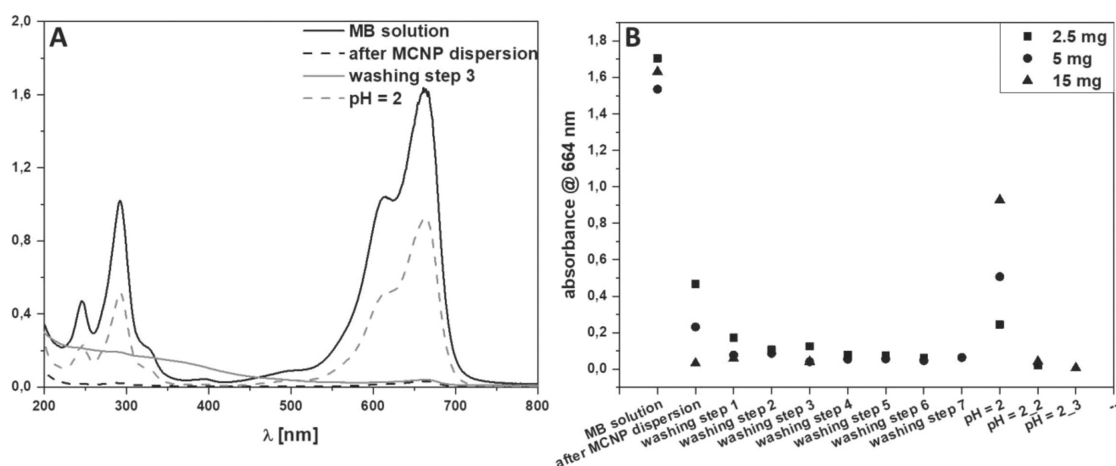 A
MB solution
after MCNP dispersion
washing step 3
pH = 2
2,0
1,6
1,2
0,8
0,4
0,0
200
300
400
500
600
700
800
λ [nm]
B
2.5 mg
5 mg
15 mg
absorbance @ 664 nm
1,8
1,6
1,4
1,2
1,0
0,8
0,6
0,4
0,2
0,0
MB solution
after MCNP dispersion
washing step 1
washing step 2
washing step 3
washing step 4
washing step 5
washing step 6
washing step 7
pH = 2
pH = 2_2
pH = 2_3
--